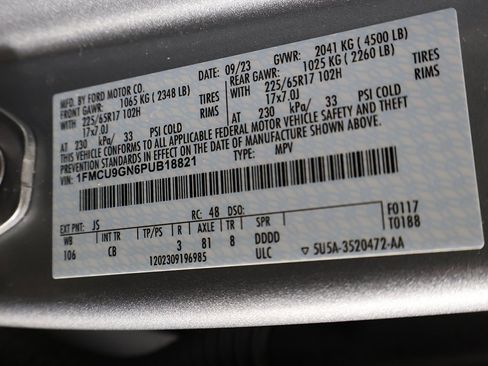 MFD. BY FORD MOTOR CO.
DATE: 09/23 GVWR: 2041 KG ( 4500 LB)
FRONT GAWR: 1065 KG ( 2348 LB) REAR GAWR: 1025 KG ( 2260 LB)
WITH 225/65R17 102H TIRES WITH 225/65R17 102H TIRES
17x7.0J RIMS 17x7.0J RIMS
AT 230 kPa/ 33 PSI COLD AT 230 kPa/ 33 PSI COLD
THIS VEHICLE CONFORMS TO ALL APPLICABLE FEDERAL MOTOR VEHICLE SAFETY AND THEFT
PREVENTION STANDARDS IN EFFECT ON THE DATE OF MANUFACTURE SHOWN ABOVE.
VIN: 1FMCU9GN6PUB18821 TYPE: MPV
EXT PNT: JS RC: 48 DSO: F0117
WB INT TR TP/PS R AXLE TR SPR T0188
106 CB 3 81 8 DDDD
1202309196985 ULC 5U5A-3520472-AA